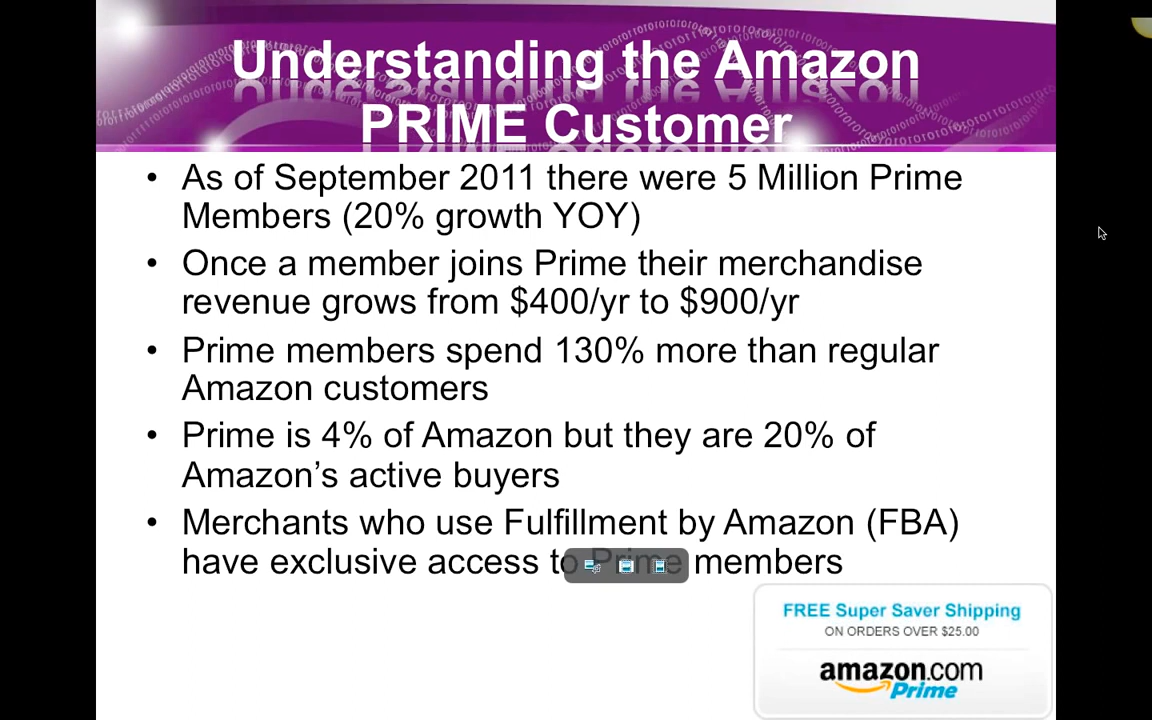 Understanding the Amazon
PRIME Customer
• As of September 2011 there were 5 Million Prime
Members (20% growth YOY)
• Once a member joins Prime their merchandise
revenue grows from $400/yr to $900/yr
• Prime members spend 130% more than regular
Amazon customers
• Prime is 4% of Amazon but they are 20% of
Amazon’s active buyers
• Merchants who use Fulfillment by Amazon (FBA)
have exclusive access to Prime members
FREE Super Saver Shipping
ON ORDERS OVER $25.00
amazon.com
Prime